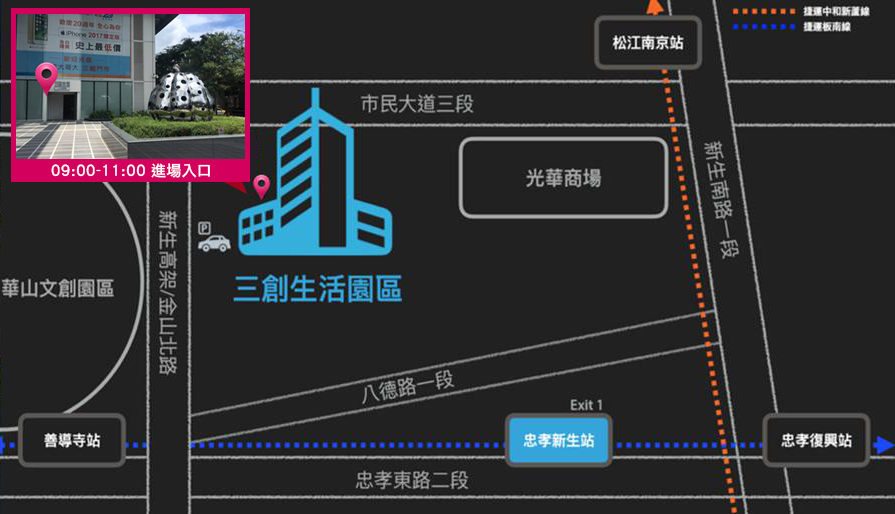 歡慶20週年 全心為你
iPhone 2017限定版
史上最低價
09:00-11:00 進場入口
捷運中和新蘆線
捷運板南線
松江南京站
市民大道三段
光華商場
新生南路一段
新生高架/金山北路
P
三創生活園區
華山文創園區
八德路一段
Exit 1
善導寺站
忠孝新生站
忠孝復興站
忠孝東路二段